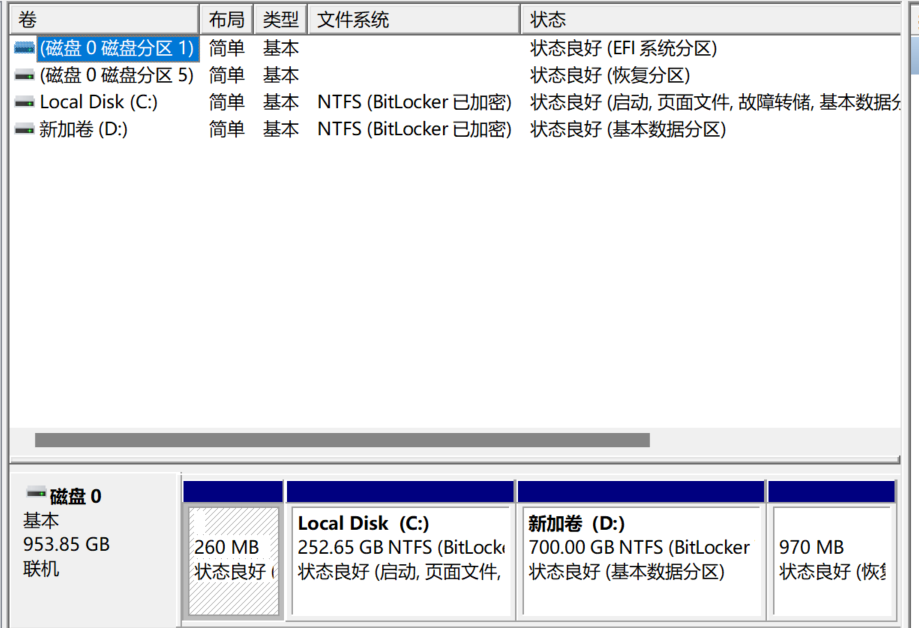 卷 布局 类型 文件系统 状态
(磁盘 0 磁盘分区 1) 简单 基本 状态良好 (EFI 系统分区)
(磁盘 0 磁盘分区 5) 简单 基本 状态良好 (恢复分区)
Local Disk (C:) 简单 基本 NTFS (BitLocker 已加密) 状态良好 (启动, 页面文件, 故障转储, 基本数据分
新加卷 (D:) 简单 基本 NTFS (BitLocker 已加密) 状态良好 (基本数据分区)
磁盘 0
基本
953.85 GB
联机
260 MB
状态良好 (
Local Disk (C:)
252.65 GB NTFS (BitLocke
状态良好 (启动, 页面文件,
新加卷 (D:)
700.00 GB NTFS (BitLocker
状态良好 (基本数据分区)
970 MB
状态良好 (恢复